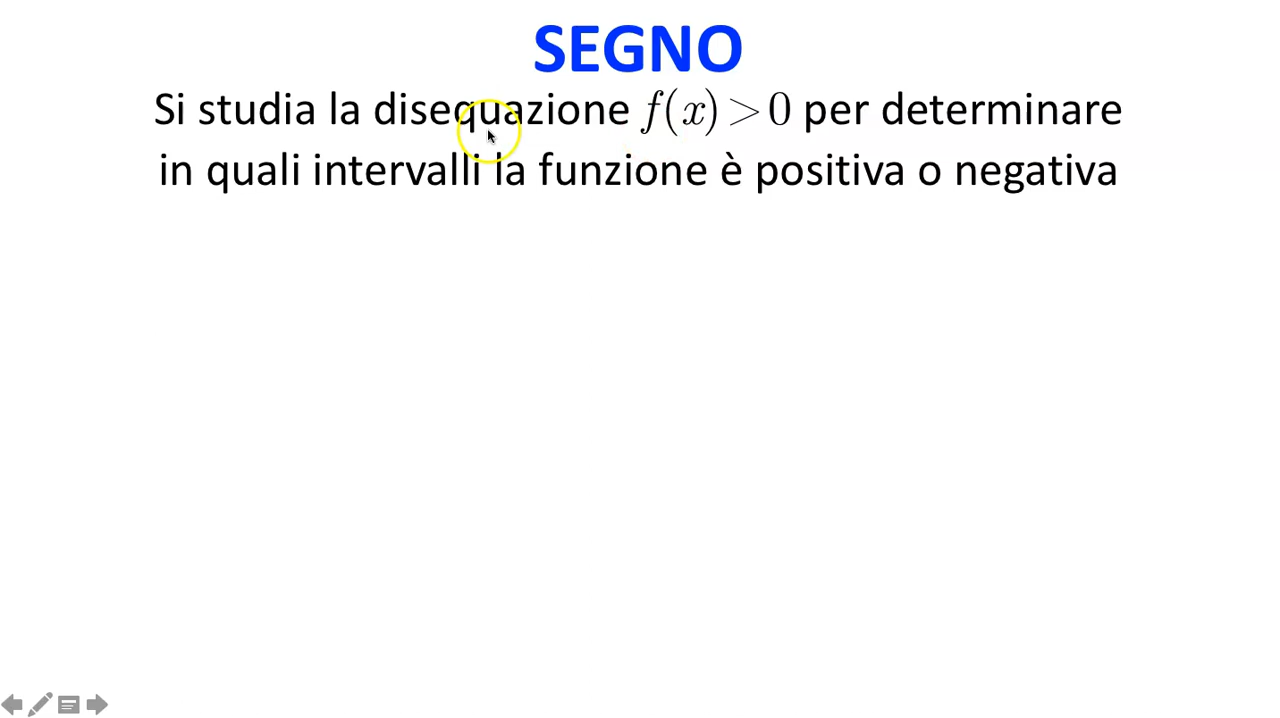 SEGNO
Si studia la disequazione f(x) > 0 per determinare
in quali intervalli la funzione è positiva o negativa